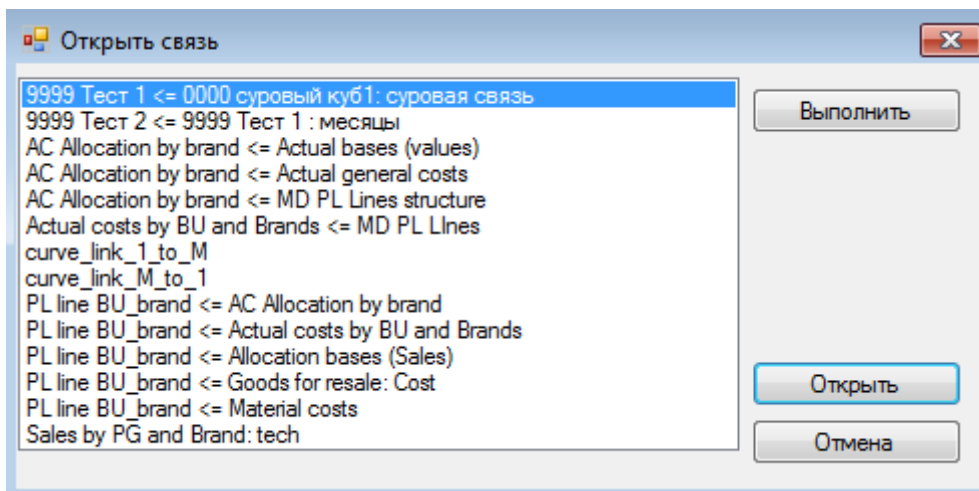 Открыть связь
9999 Тест 1 <= 0000 суровый куб1: суровая связь
9999 Тест 2 <= 9999 Тест 1 : месяцы
AC Allocation by brand <= Actual bases (values)
AC Allocation by brand <= Actual general costs
AC Allocation by brand <= MD PL Lines structure
Actual costs by BU and Brands <= MD PL LInes
curve_link_1_to_M
curve_link_M_to_1
PL line BU_brand <= AC Allocation by brand
PL line BU_brand <= Actual costs by BU and Brands
PL line BU_brand <= Allocation bases (Sales)
PL line BU_brand <= Goods for resale: Cost
PL line BU_brand <= Material costs
Sales by PG and Brand: tech
Выполнить
Открыть
Отмена